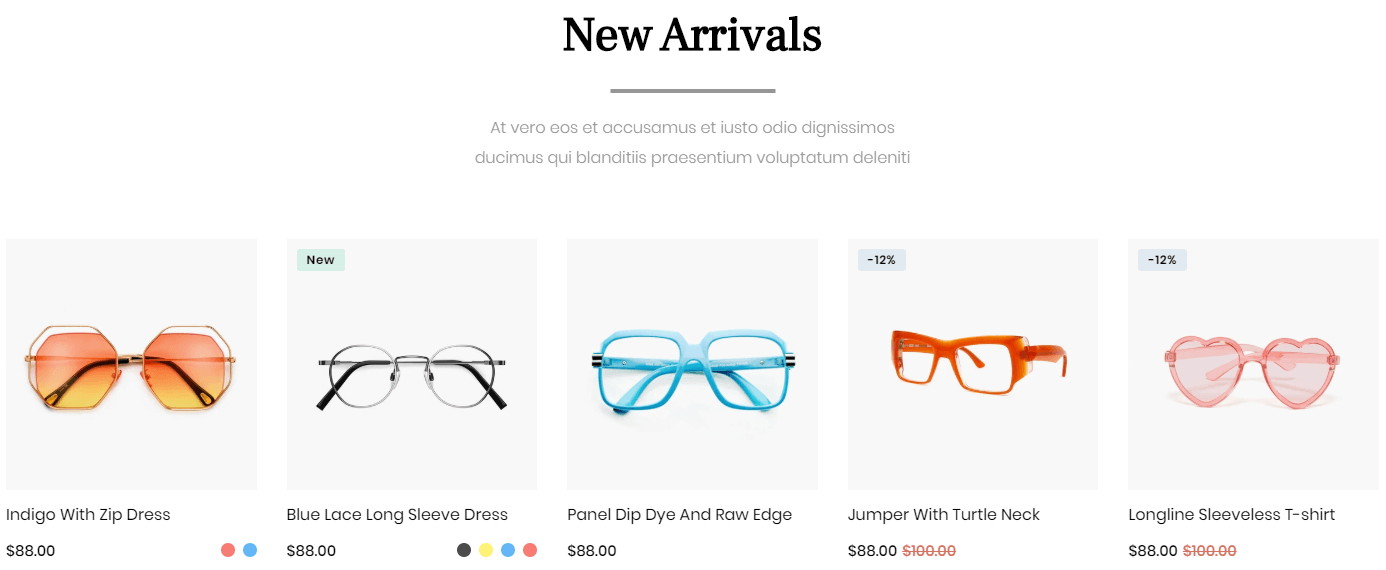 New Arrivals
At vero eos et accusamus et iusto odio dignissimos
ducimus qui blanditiis praesentium voluptatum deleniti
New
-12%
-12%
Indigo With Zip Dress
Blue Lace Long Sleeve Dress
Panel Dip Dye And Raw Edge
Jumper With Turtle Neck
Longline Sleeveless T-shirt
$88.00
$88.00
$88.00
$88.00 $100.00
$88.00 $100.00